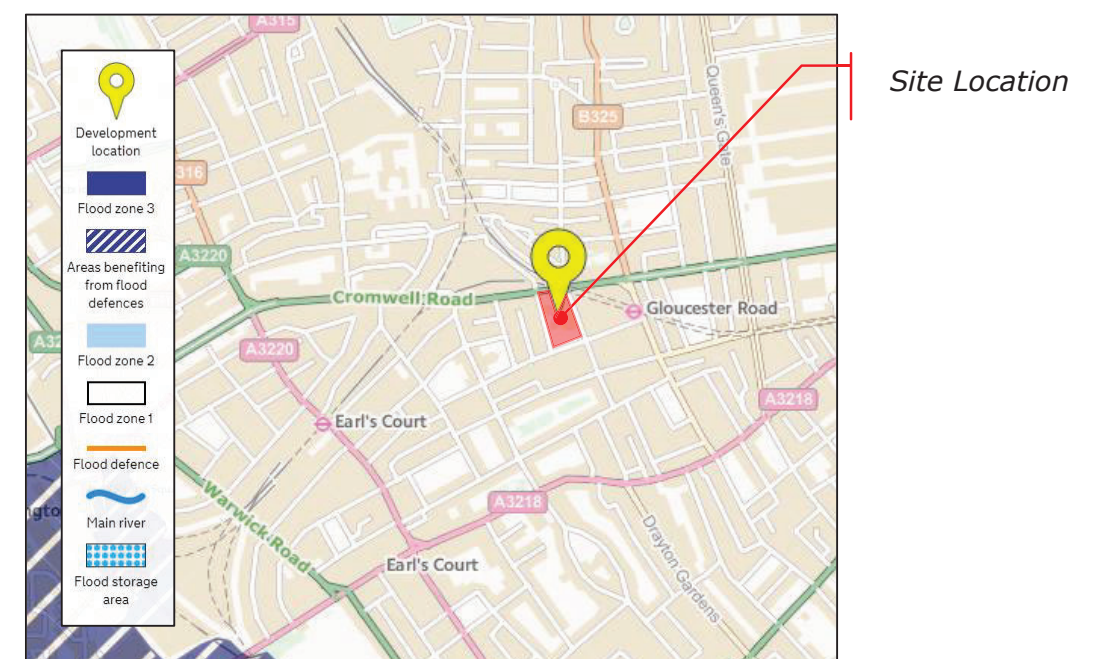 A315
Queen's Gate
Site Location
B325
Development
location
316
Flood zone 3
A3220
Areas benefiting
from flood
defences
Cromwell Road
Gloucester Road
Flood zone 2
A32
A3220
A3218
Flood zone 1
Earl's Court
Flood defence
Warwick Road
A3218
Main river
Drayton Gardens
Earl's Court
Flood storage
area